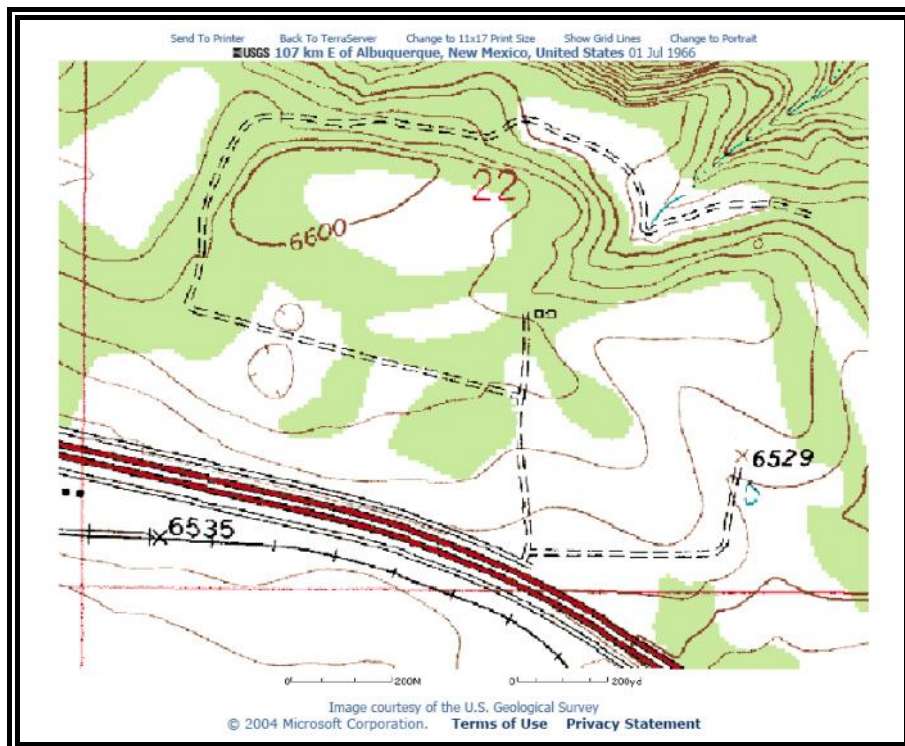 Send To Printer Back To TerraServer Change to 11x17 Print Size Show Grid Lines Change to Portrait
USGS 107 km E of Albuquerque, New Mexico, United States 01 Jul 1966
22
6600
6529
6535
0 200M 0 200yd
Image courtesy of the U.S. Geological Survey
© 2004 Microsoft Corporation. Terms of Use Privacy Statement